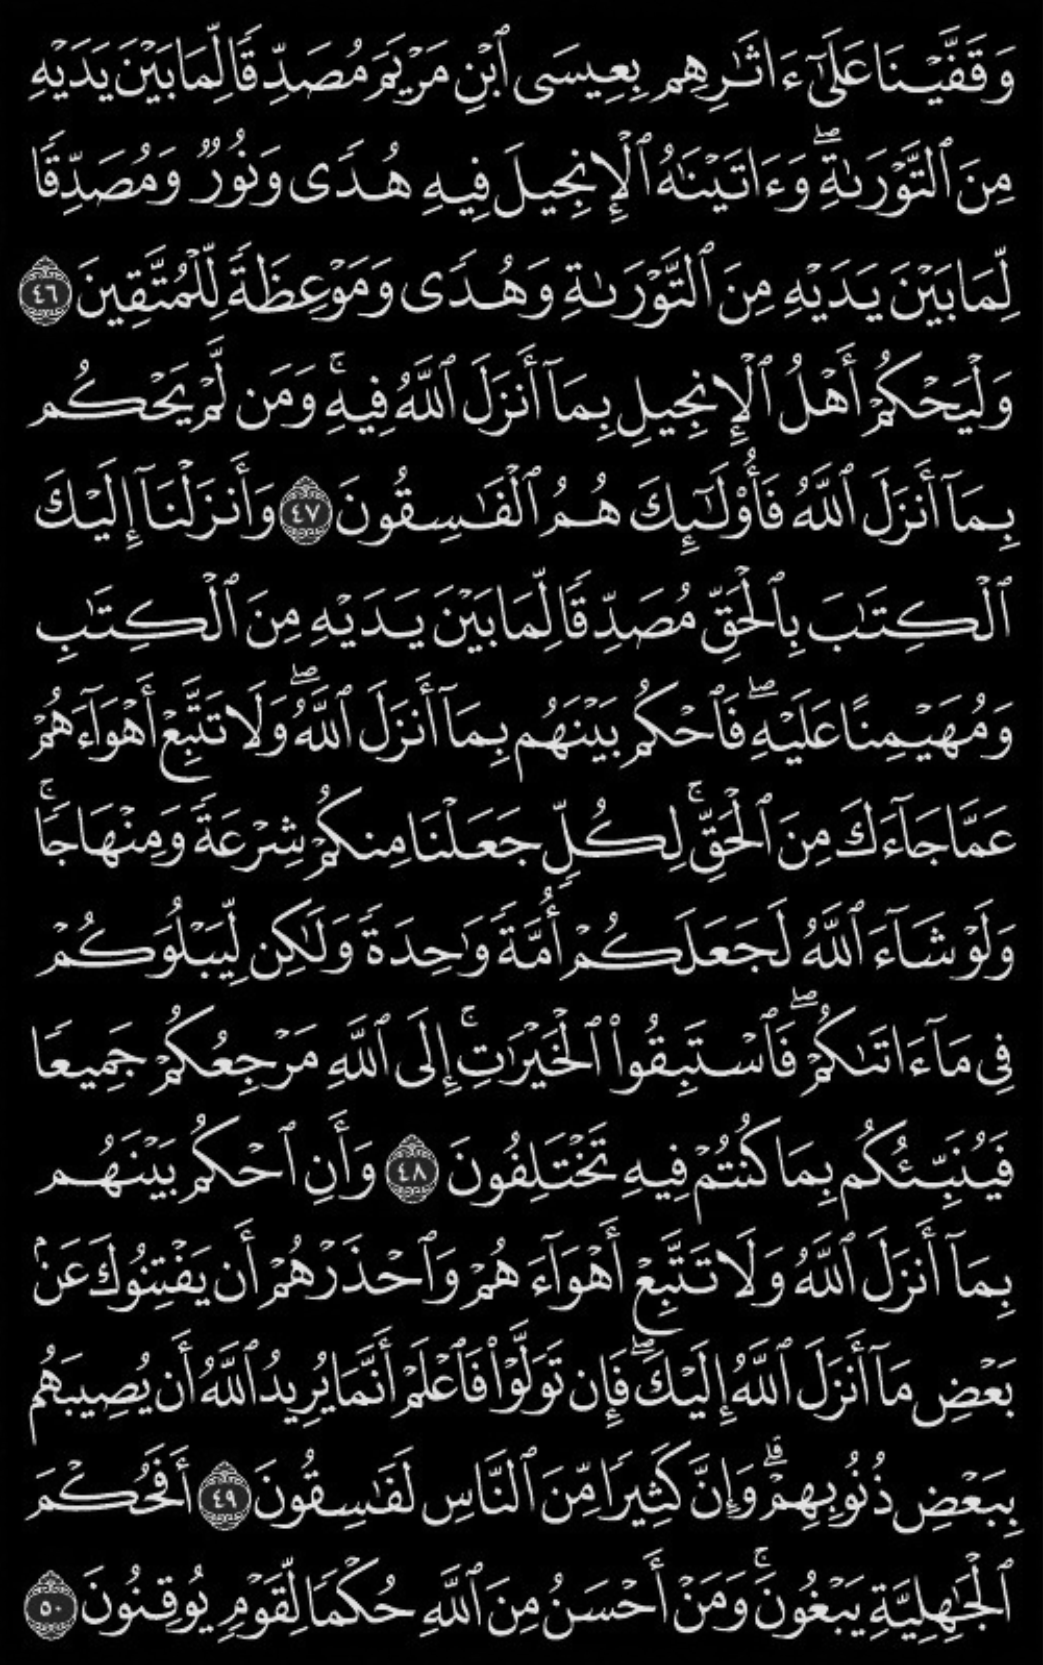 وَقَفَّيْنَا عَلَىٰٓ ءَاثَـٰرِهِم بِعِيسَى ٱبْنِ مَرْيَمَ مُصَدِّقًا لِّمَا بَيْنَ يَدَيْهِ
مِنَ ٱلتَّوْرَىٰةِ ۖ وَءَاتَيْنَـٰهُ ٱلْإِنجِيلَ فِيهِ هُدًى وَنُورٌ وَمُصَدِّقًا
لِّمَا بَيْنَ يَدَيْهِ مِنَ ٱلتَّوْرَىٰةِ وَهُدًى وَمَوْعِظَةً لِّلْمُتَّقِينَ ٤٦
وَلْيَحْكُمْ أَهْلُ ٱلْإِنجِيلِ بِمَآ أَنزَلَ ٱللَّهُ فِيهِ ۚ وَمَن لَّمْ يَحْكُم
بِمَآ أَنزَلَ ٱللَّهُ فَأُو۟لَـٰٓئِكَ هُمُ ٱلْفَـٰسِقُونَ ٤٧ وَأَنزَلْنَآ إِلَيْكَ
ٱلْكِتَـٰبَ بِٱلْحَقِّ مُصَدِّقًا لِّمَا بَيْنَ يَدَيْهِ مِنَ ٱلْكِتَـٰبِ
وَمُهَيْمِنًا عَلَيْهِ ۖ فَٱحْكُم بَيْنَهُم بِمَآ أَنزَلَ ٱللَّهُ ۖ وَلَا تَتَّبِعْ أَهْوَآءَهُمْ
عَمَّا جَآءَكَ مِنَ ٱلْحَقِّ ۚ لِكُلٍّ جَعَلْنَا مِنكُمْ شِرْعَةً وَمِنْهَاجًا ۚ
وَلَوْ شَآءَ ٱللَّهُ لَجَعَلَكُمْ أُمَّةً وَٰحِدَةً وَلَـٰكِن لِّيَبْلُوَكُمْ
فِى مَآ ءَاتَىٰكُمْ ۖ فَٱسْتَبِقُوا۟ ٱلْخَيْرَٰتِ ۚ إِلَى ٱللَّهِ مَرْجِعُكُمْ جَمِيعًا
فَيُنَبِّئُكُم بِمَا كُنتُمْ فِيهِ تَخْتَلِفُونَ ٤٨ وَأَنِ ٱحْكُم بَيْنَهُم
بِمَآ أَنزَلَ ٱللَّهُ وَلَا تَتَّبِعْ أَهْوَآءَهُمْ وَٱحْذَرْهُمْ أَن يَفْتِنُوكَ عَنۢ
بَعْضِ مَآ أَنزَلَ ٱللَّهُ إِلَيْكَ ۖ فَإِن تَوَلَّوْا۟ فَٱعْلَمْ أَنَّمَا يُرِيدُ ٱللَّهُ أَن يُصِيبَهُم
بِبَعْضِ ذُنُوبِهِمْ ۗ وَإِنَّ كَثِيرًا مِّنَ ٱلنَّاسِ لَفَـٰسِقُونَ ٤٩ أَفَحُكْمَ
ٱلْجَـٰهِلِيَّةِ يَبْغُونَ ۚ وَمَنْ أَحْسَنُ مِنَ ٱللَّهِ حُكْمًا لِّقَوْمٍ يُوقِنُونَ ٥٠